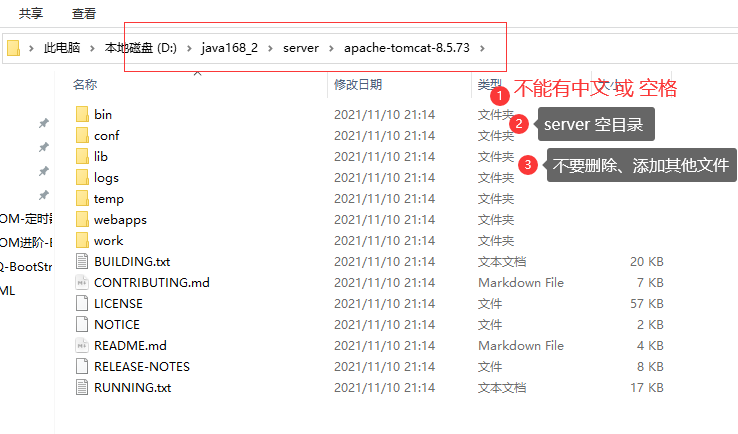 共享 查看
此电脑 本地磁盘 (D:) java168_2 server apache-tomcat-8.5.73
名称 修改日期 类型
1 不能有中文 或 空格
bin 2021/11/10 21:14 文件夹
2 server 空目录
conf 2021/11/10 21:14 文件夹
lib 2021/11/10 21:14 文件夹
3 不要删除、添加其他文件
logs 2021/11/10 21:14 文件夹
temp 2021/11/10 21:14 文件夹
OM-定时器
webapps 2021/11/10 21:14 文件夹
OM进阶-B
work 2021/11/10 21:14 文件夹
BUILDING.txt 2021/11/10 21:14 文本文档 20 KB
Q-BootStr
CONTRIBUTING.md 2021/11/10 21:14 Markdown File 7 KB
ML
LICENSE 2021/11/10 21:14 文件 57 KB
NOTICE 2021/11/10 21:14 文件 2 KB
README.md 2021/11/10 21:14 Markdown File 4 KB
RELEASE-NOTES 2021/11/10 21:14 文件 8 KB
RUNNING.txt 2021/11/10 21:14 文本文档 17 KB